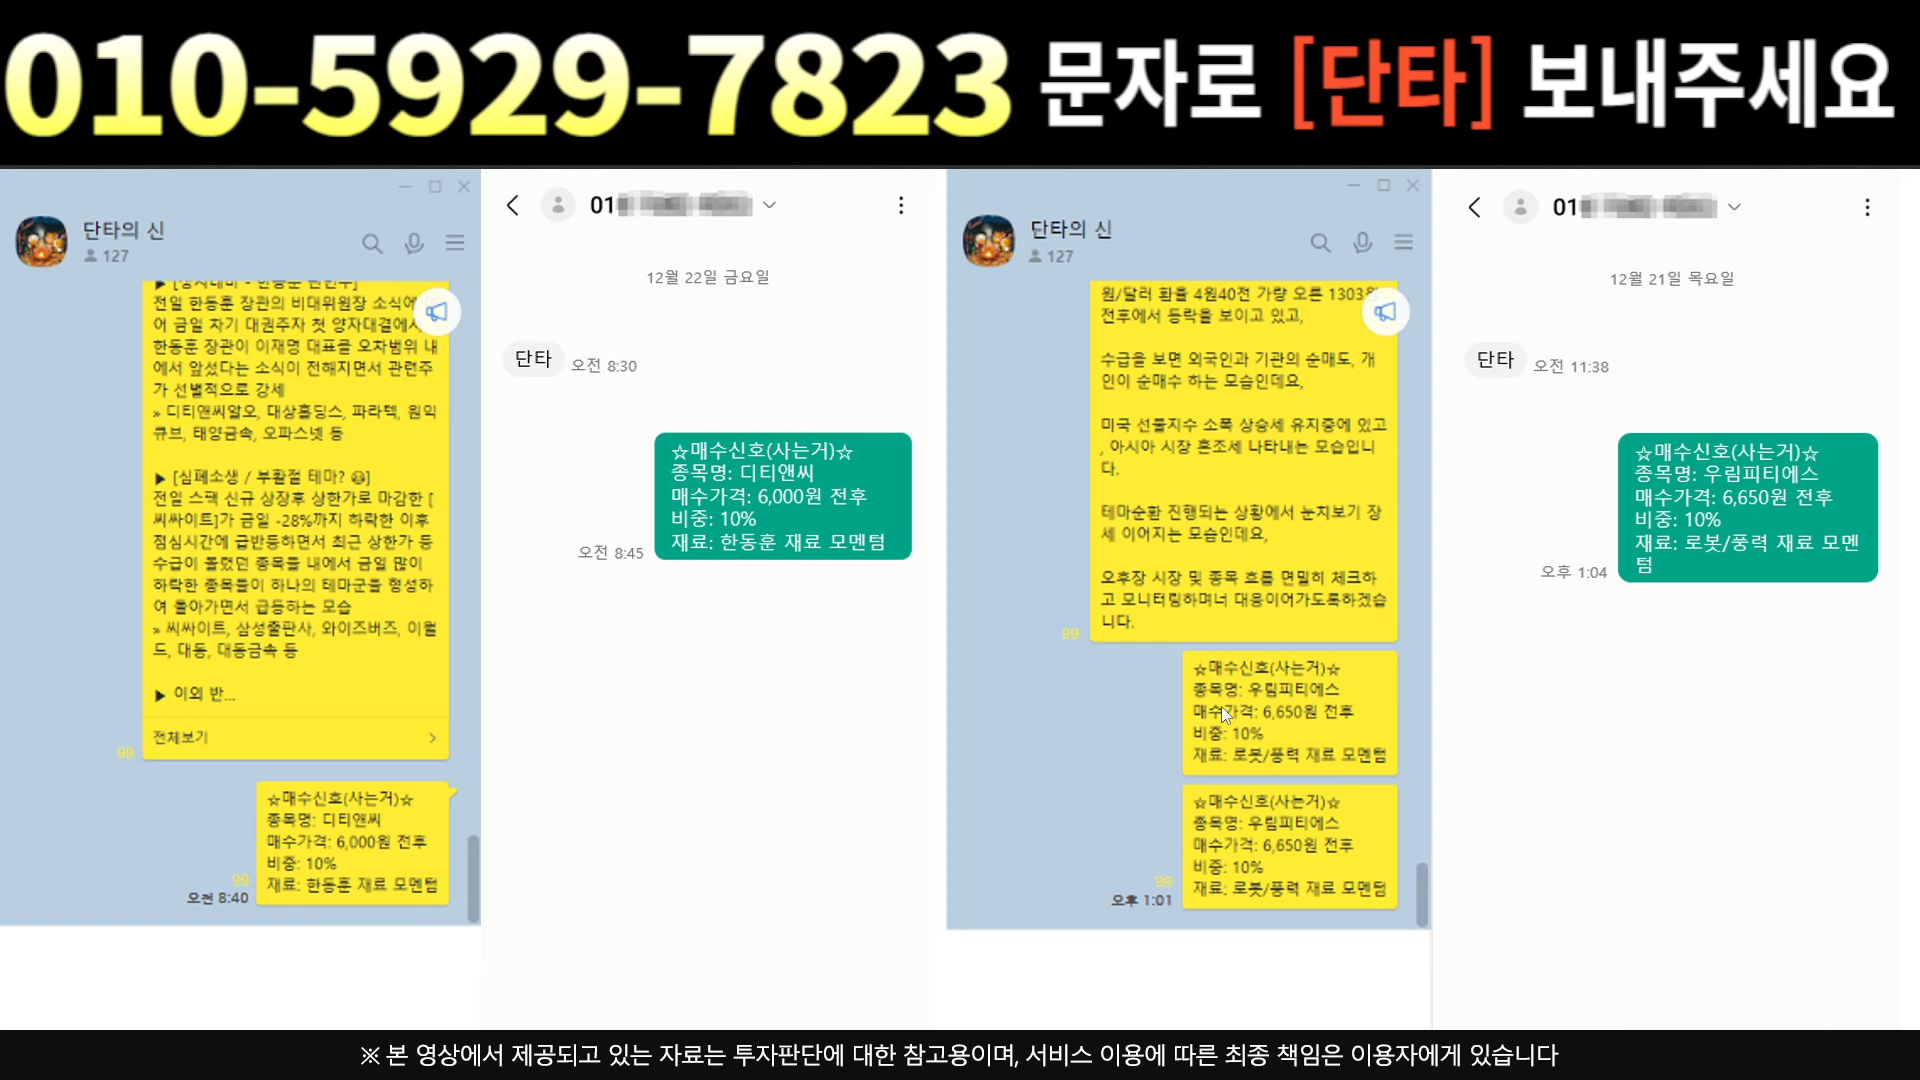 010-5929-7823 문자로 [단타] 보내주세요
단타의 신
127
전일 한동훈 장관의 비대위원장 소식에
어 금일 차기 대권주자 첫 양자대결에서
한동훈 장관이 이재명 대표를 오차범위 내
에서 앞섰다는 소식이 전해지면서 관련주
가 선별적으로 강세
» 디티앤씨알오, 대상홀딩스, 파라텍, 원익
큐브, 태양금속, 오파스넷 등
▶ [심폐소생 / 부활절 테마? 😆]
전일 스팩 신규 상장후 상한가로 마감한 [
씨싸이트]가 금일 -28%까지 하락한 이후
점심시간에 급반등하면서 최근 상한가 등
수급이 몰렸던 종목들 내에서 금일 많이
하락한 종목들이 하나의 테마군을 형성하
여 돌아가면서 급등하는 모습
» 씨싸이트, 삼성출판사, 와이즈버즈, 이월
드, 대동, 대동금속 등
▶ 이외 반...
전체보기
99
☆매수신호(사는거)☆
종목명: 디티앤씨
매수가격: 6,000원 전후
비중: 10%
재료: 한동훈 재료 모멘텀
99
오전 8:40
01
12월 22일 금요일
단타
오전 8:30
☆매수신호(사는거)☆
종목명: 디티앤씨
매수가격: 6,000원 전후
비중: 10%
재료: 한동훈 재료 모멘텀
오전 8:45
단타의 신
127
원/달러 환율 4원40전 가량 오른 1303원
전후에서 등락을 보이고 있고,
수급을 보면 외국인과 기관의 순매도, 개
인이 순매수 하는 모습인데요,
미국 선물지수 소폭 상승세 유지중에 있고
, 아시아 시장 혼조세 나타내는 모습입니
다.
테마순환 진행되는 상황에서 눈치보기 장
세 이어지는 모습인데요,
오후장 시장 및 종목 흐름 면밀히 체크하
고 모니터링하며너 대응이어가도록하겠습
니다.
99
☆매수신호(사는거)☆
종목명: 우림피티에스
매수가격: 6,650원 전후
비중: 10%
재료: 로봇/풍력 재료 모멘텀
☆매수신호(사는거)☆
종목명: 우림피티에스
매수가격: 6,650원 전후
비중: 10%
재료: 로봇/풍력 재료 모멘텀
99
오후 1:01
01
12월 21일 목요일
단타
오전 11:38
☆매수신호(사는거)☆
종목명: 우림피티에스
매수가격: 6,650원 전후
비중: 10%
재료: 로봇/풍력 재료 모멘
텀
오후 1:04
※ 본 영상에서 제공되고 있는 자료는 투자판단에 대한 참고용이며, 서비스 이용에 따른 최종 책임은 이용자에게 있습니다